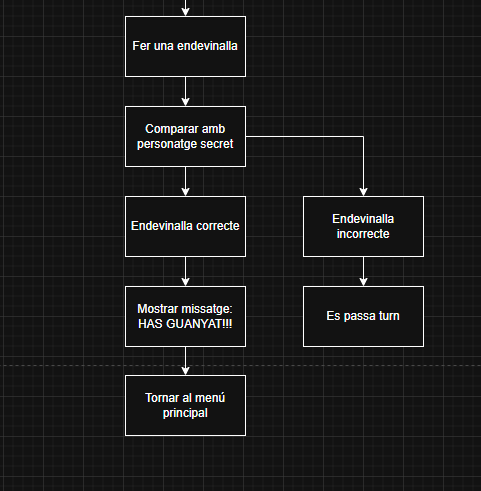 Fer una endevinalla
Comparar amb
personatge secret
Endevinalla correcte
Endevinalla
incorrecte
Mostrar missatge:
HAS GUANYAT!!!
Es passa turn
Tornar al menú
principal